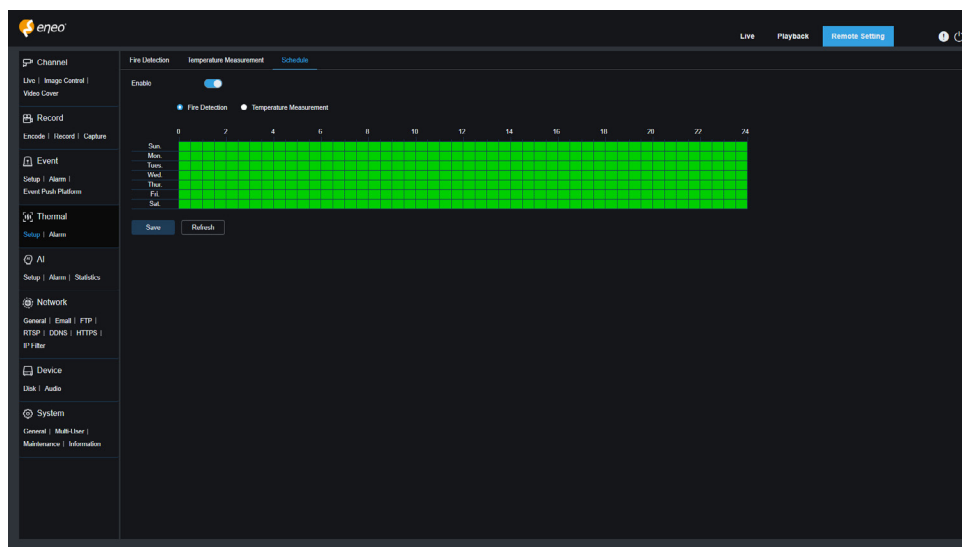 eneo
Live Playback Remote Setting
Channel
Live | Image Control |
Video Cover
Record
Encode | Record | Capture
Event
Setup | Alarm |
Event Push Platform
Thermal
Setup | Alarm
AI
Setup | Alarm | Statistics
Network
General | Email | FTP |
RTSP | DDNS | HTTPS |
IP Filter
Device
Disk | Audio
System
General | Multi-User |
Maintenance | Information
Fire Detection Temperature Measurement Schedule
Enable
Fire Detection Temperature Measurement
0 2 4 6 8 10 12 14 16 18 20 22 24
Sun.
Mon.
Tues.
Wed.
Thur.
Fri.
Sat.
Save Refresh